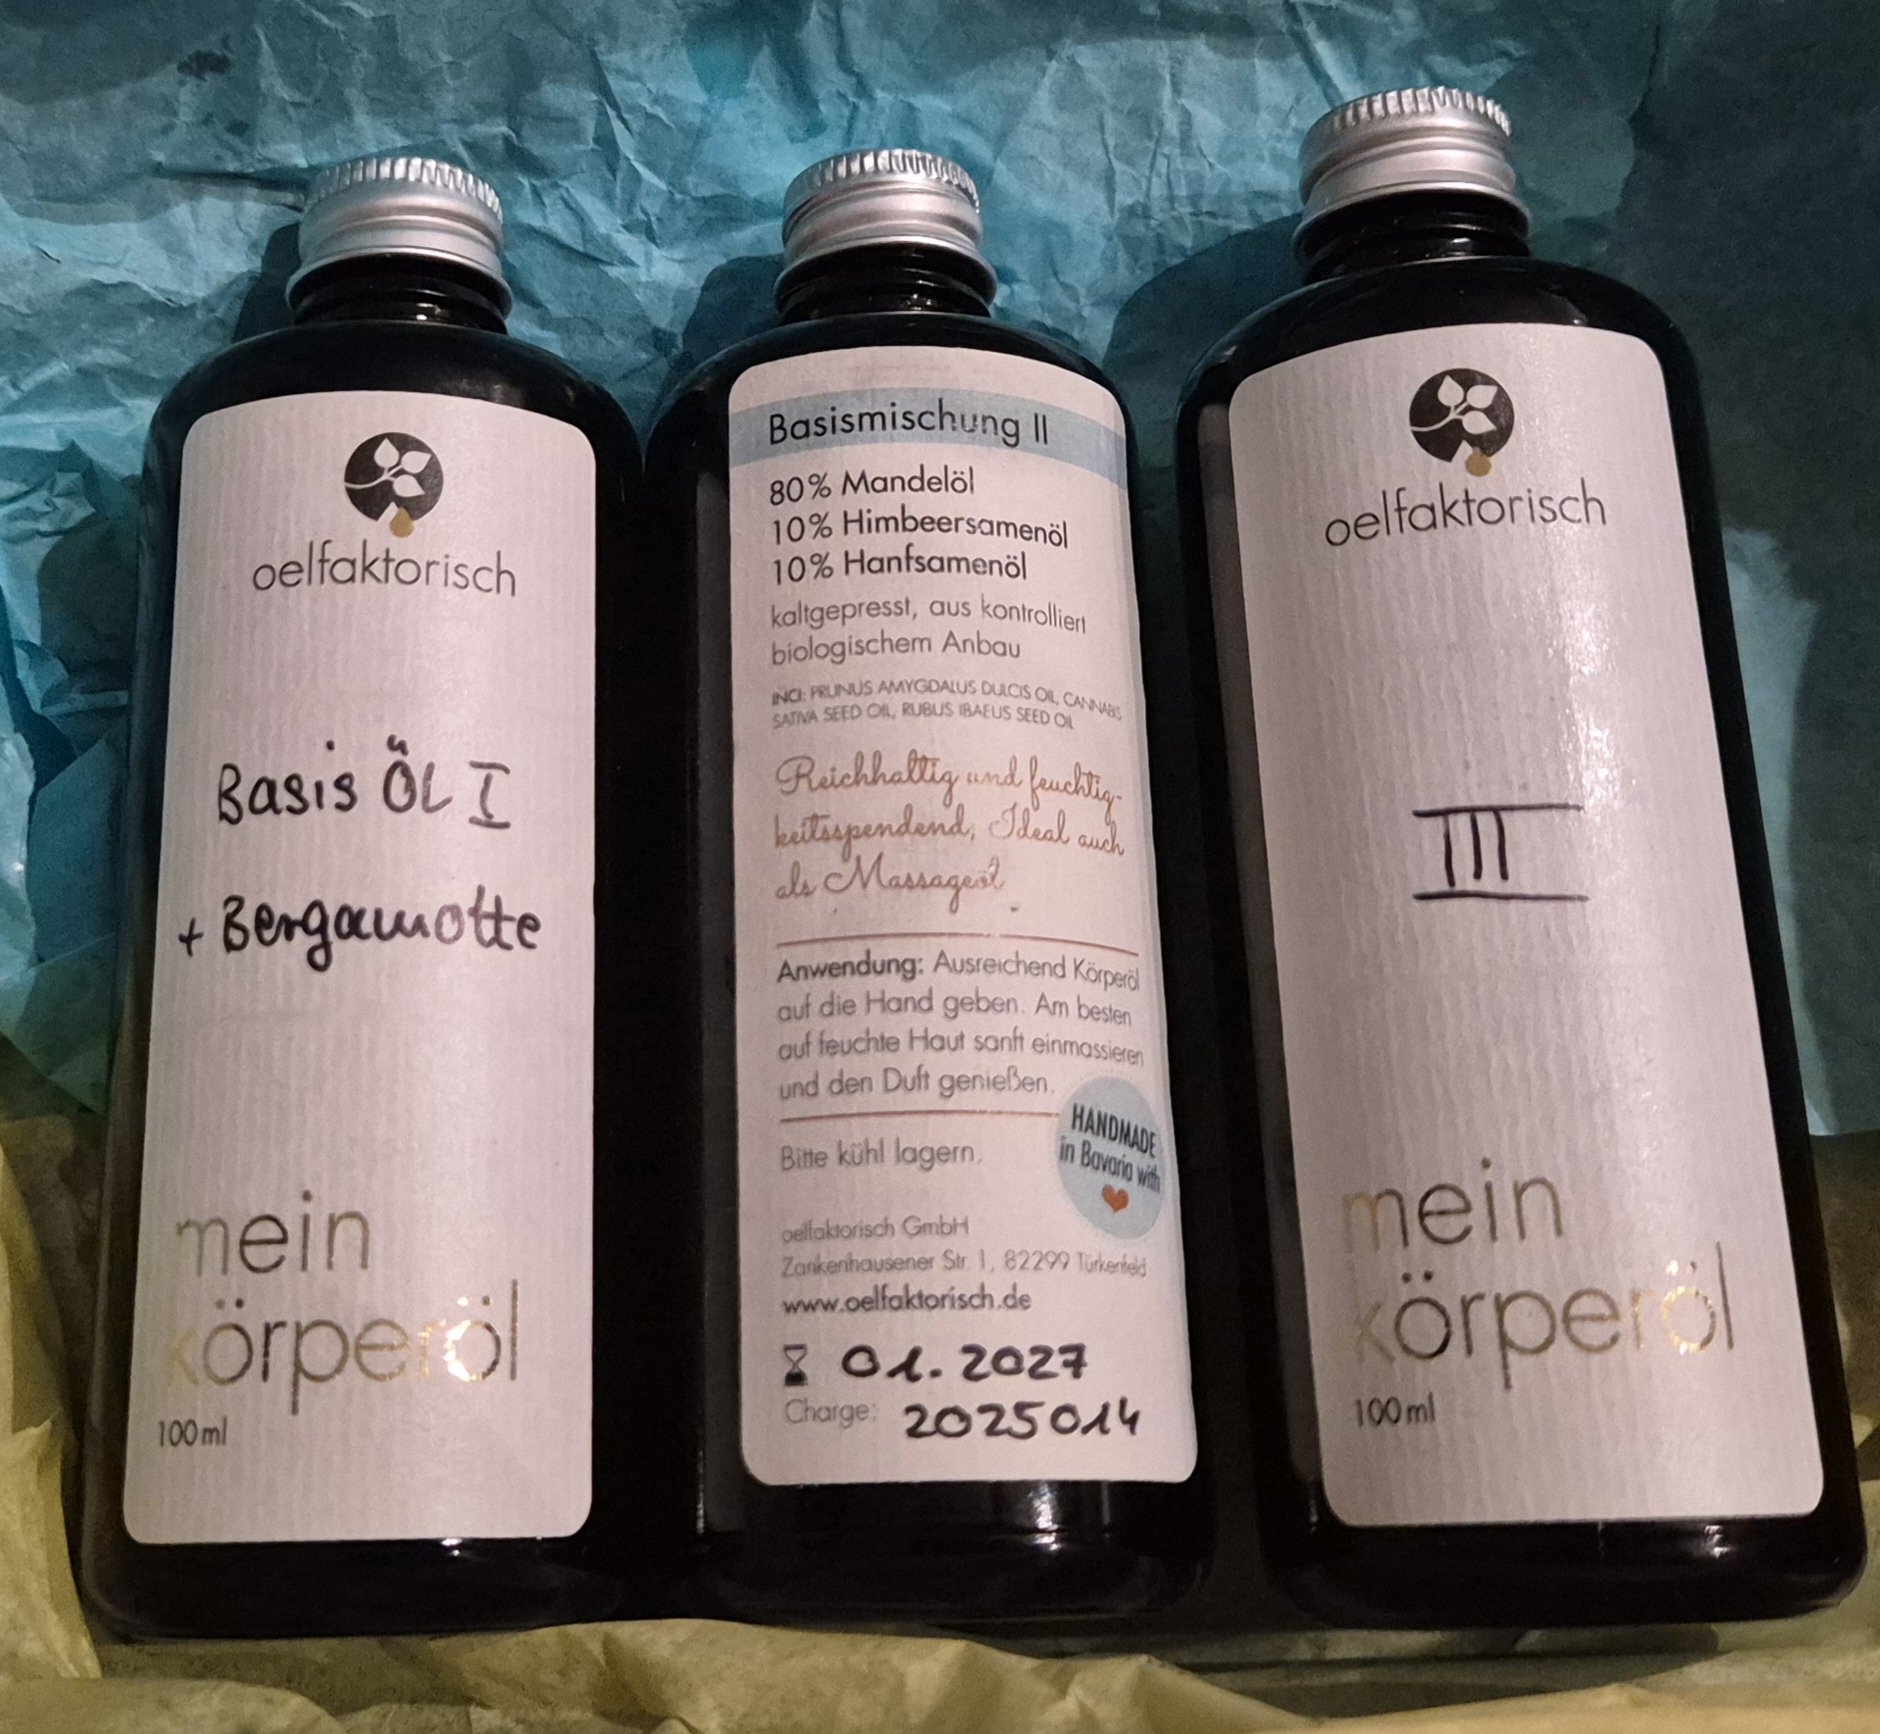 oelfaktorisch
Basis ÖL I
+ Bergamotte
mein
körperöl
100 ml
Basismischung II
80% Mandelöl
10% Himbeersamenöl
10% Hanfsamenöl
kaltgepresst, aus kontrolliert
biologischem Anbau
INCI: PRUNUS AMYGDALUS DULCIS OIL, CANNABIS
SATIVA SEED OIL, RUBUS IBAEUS SEED OIL
Reichhaltig und feuchtig-
keitsspendend, Ideal auch
als Massageöl
Anwendung: Ausreichend Körperöl
auf die Hand geben. Am besten
auf feuchte Haut sanft einmassieren
und den Duft genießen.
HANDMADE
in Bavaria with
Bitte kühl lagern.
oelfaktorisch GmbH
Zankenhausener Str. 1, 82299 Türkenfeld
www.oelfaktorisch.de
01.2027
Charge: 2025014
oelfaktorisch
III
mein
körperöl
100 ml